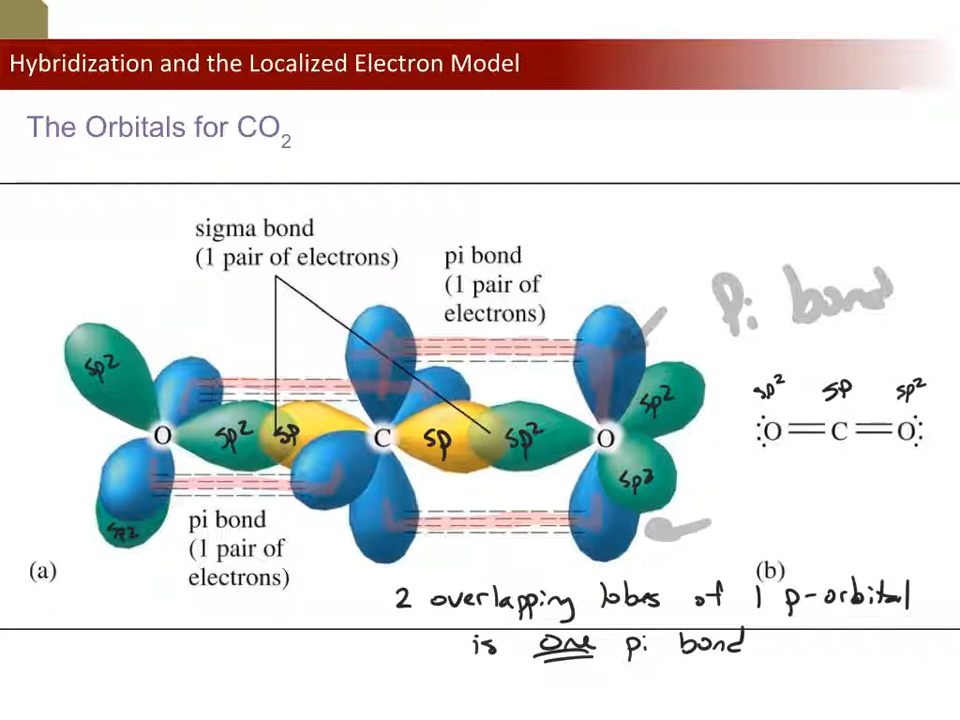 Hybridization and the Localized Electron Model
The Orbitals for CO₂
sigma bond
(1 pair of electrons)
pi bond
(1 pair of
electrons)
Pi bond
sp2
sp2
sp
sp
sp2
sp2
sp2
sp2
O
C
O
sp² sp sp²
:O=C=O:
pi bond
(1 pair of
electrons)
(a)
(b)
2 overlapping lobes of 1 p-orbital
is one pi bond